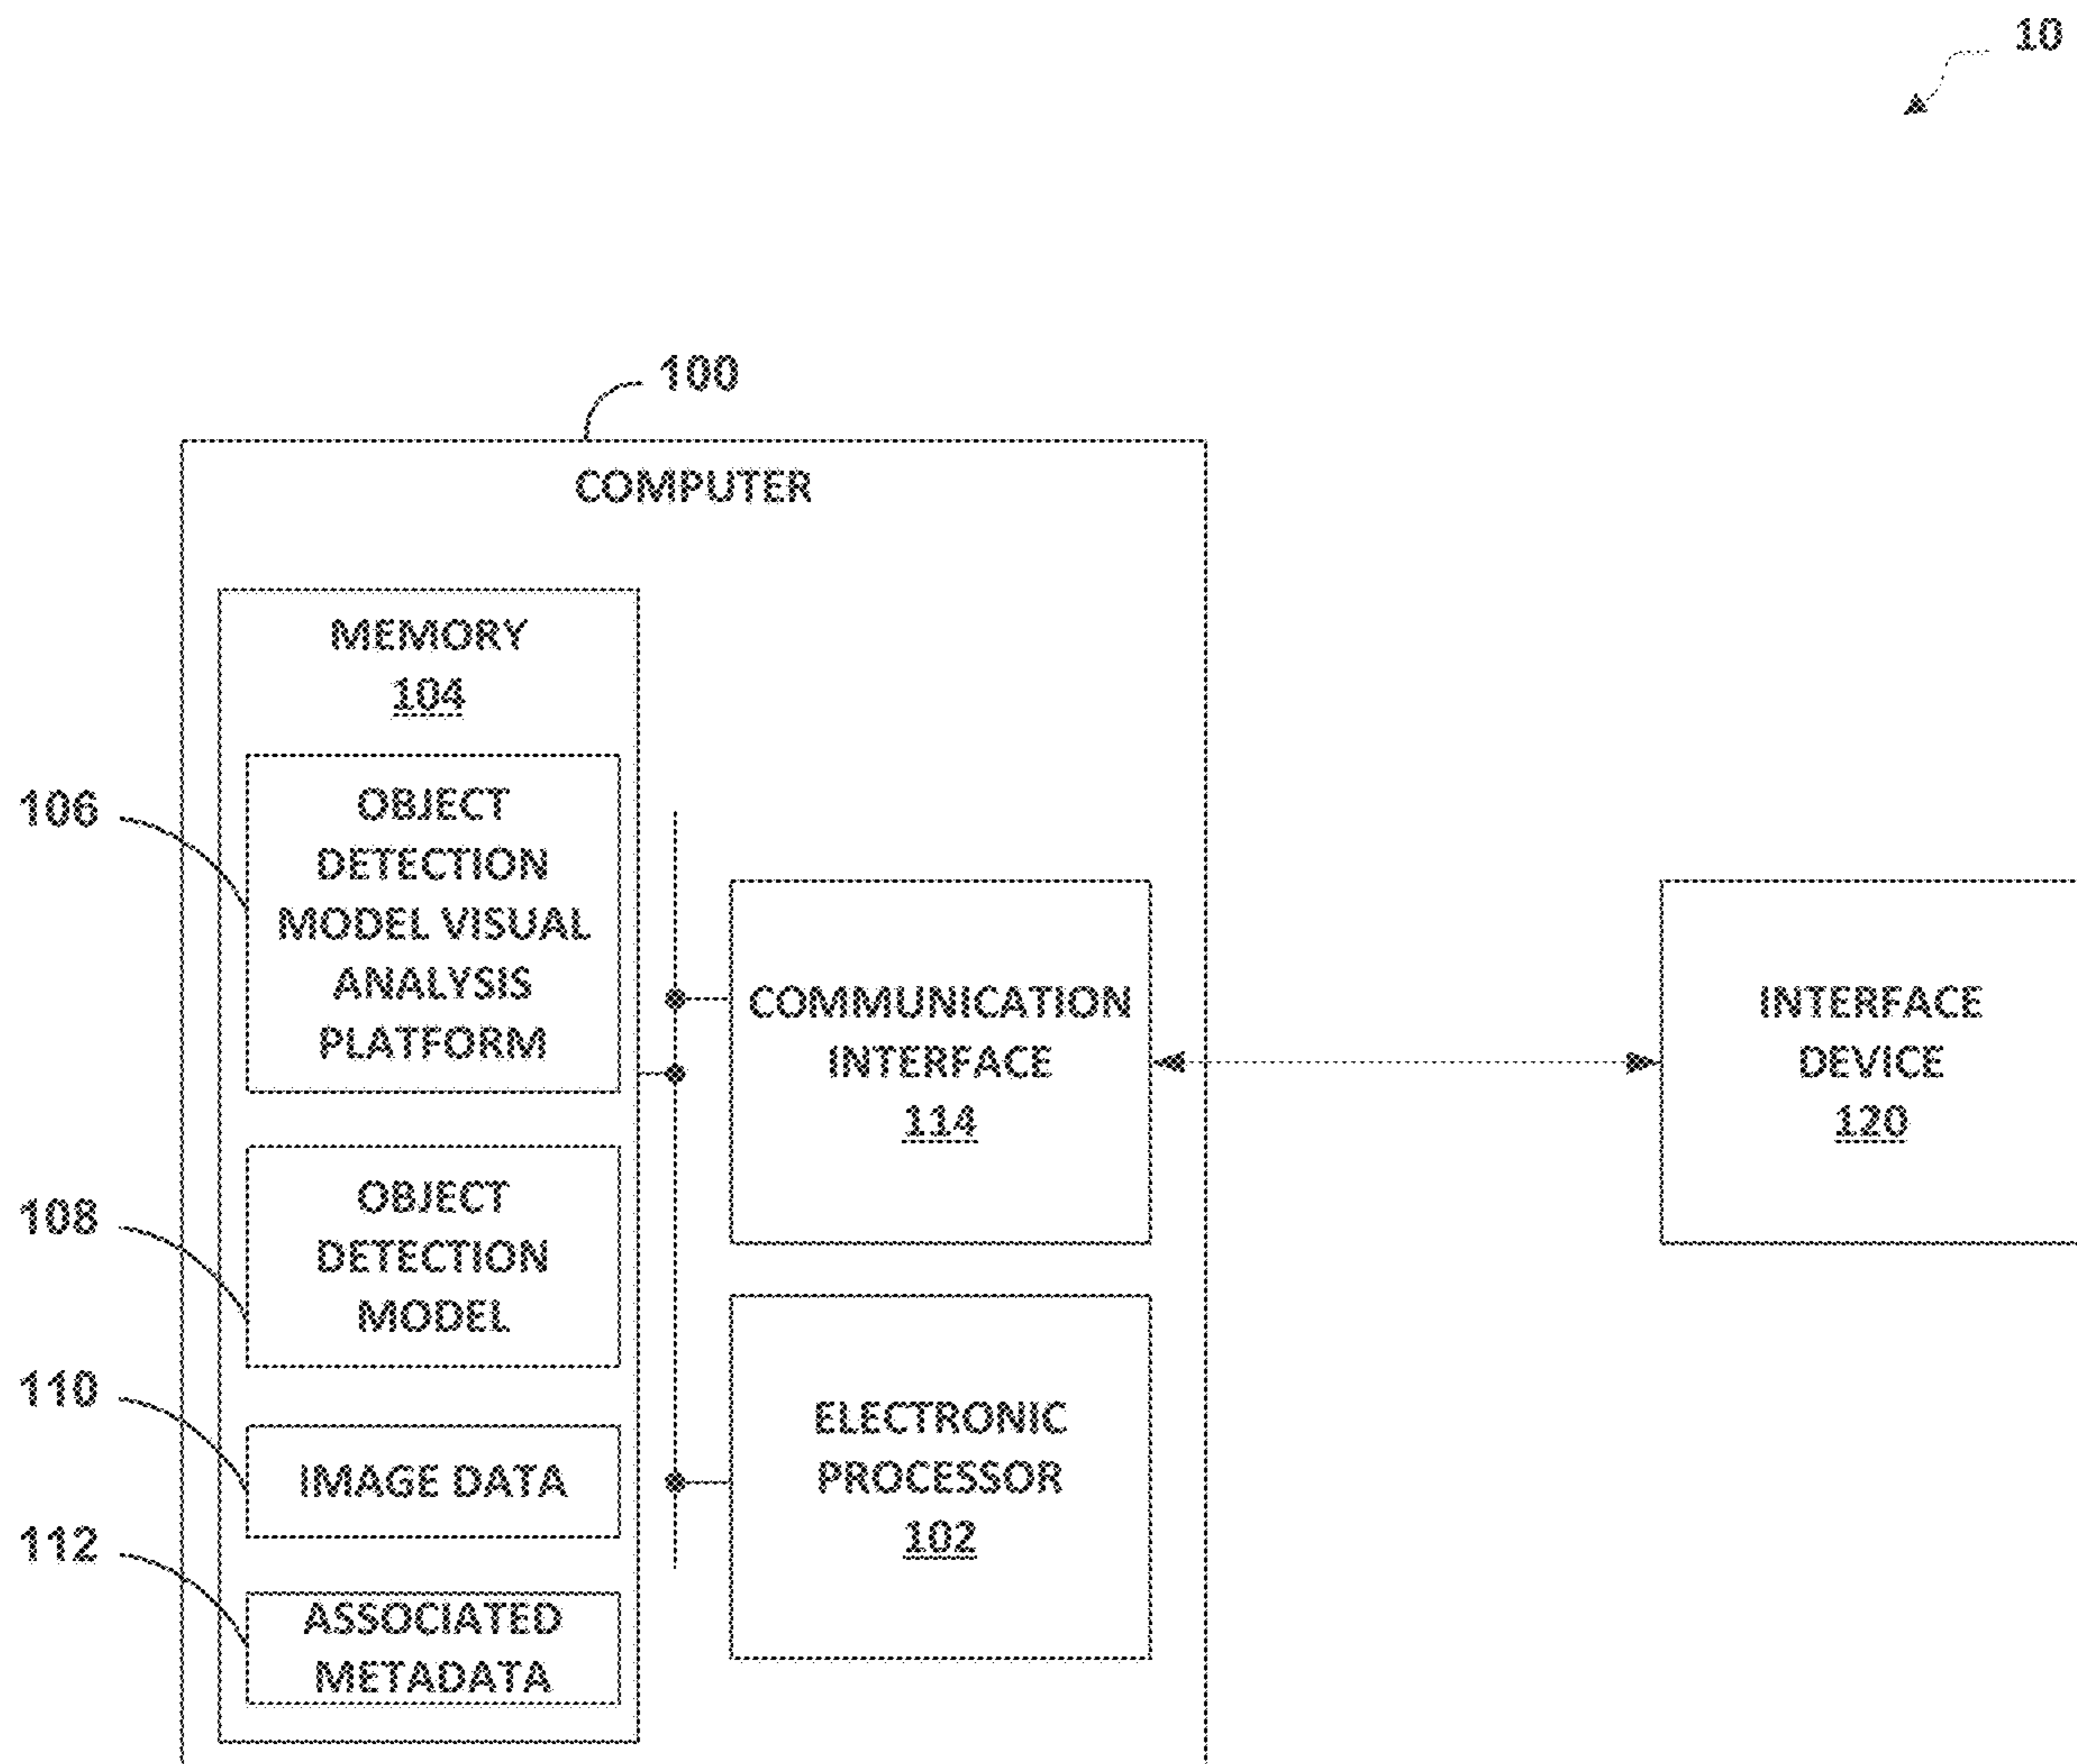 10
100
COMPUTER
MEMORY
104
106
OBJECT
DETECTION
MODEL VISUAL
ANALYSIS
PLATFORM
COMMUNICATION
INTERFACE
114
INTERFACE
DEVICE
120
108
OBJECT
DETECTION
MODEL
110
IMAGE DATA
ELECTRONIC
PROCESSOR
102
112
ASSOCIATED
METADATA